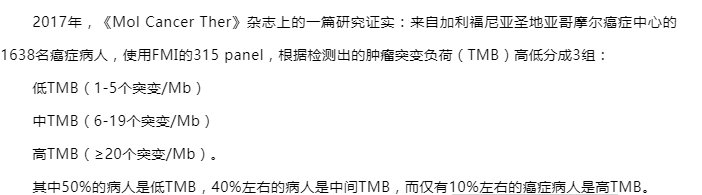 2017年，《Mol Cancer Ther》杂志上的一篇研究证实：来自加利福尼亚圣地亚哥摩尔癌症中心的
1638名癌症病人，使用FMI的315 panel，根据检测出的肿瘤突变负荷（TMB）高低分成3组：
低TMB（1-5个突变/Mb）
中TMB（6-19个突变/Mb）
高TMB（≥20个突变/Mb）。
其中50%的病人是低TMB，40%左右的病人是中间TMB，而仅有10%左右的癌症病人是高TMB。